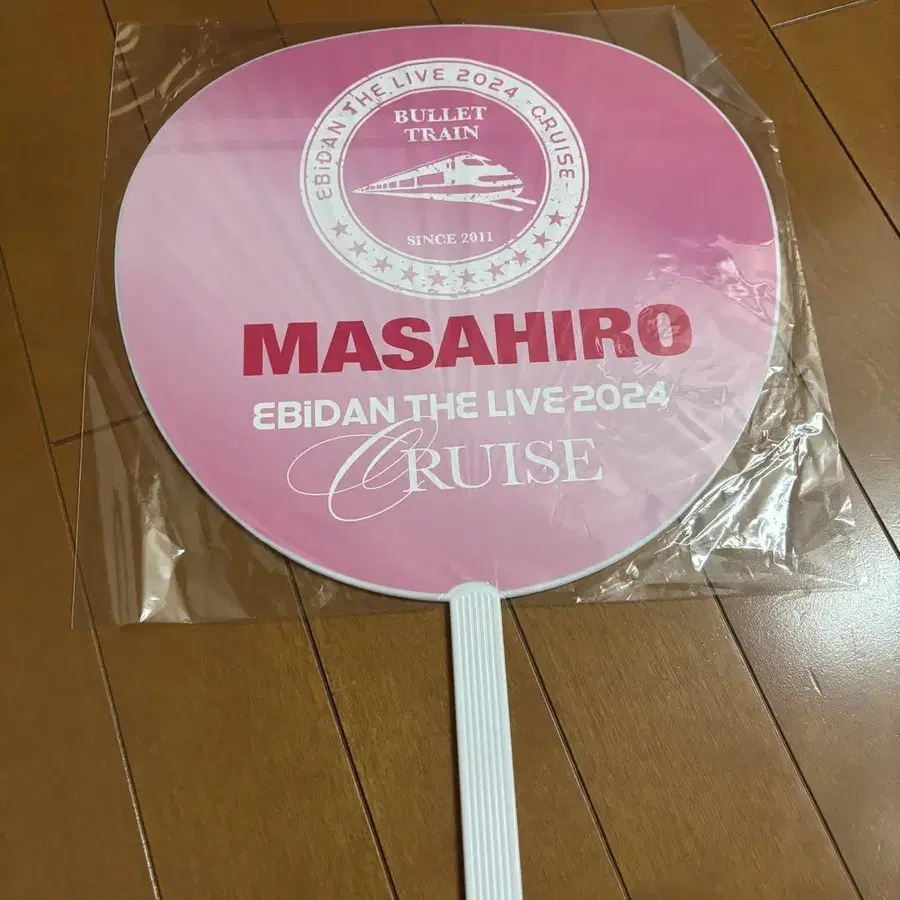 EBiDAN THE LIVE 2024 -CRUISE-
BULLET
TRAIN
SINCE 2011
MASAHIRO
EBiDAN THE LIVE 2024
CRUISE